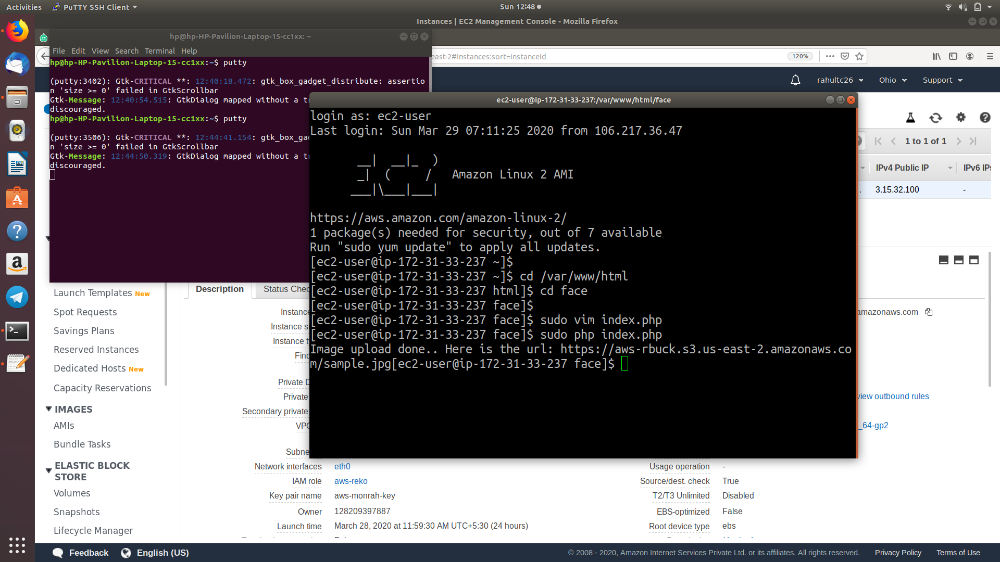 Activities
PuTTY SSH Client
Sun 12:48
Instances | EC2 Management Console - Mozilla Firefox
hp@hp-HP-Pavilion-Laptop-15-cc1xx: ~
File Edit View Search Terminal Help
east-2#Instances:sort=instanceId
120%
hp@hp-HP-Pavilion-Laptop-15-cc1xx:~$ putty
(putty:3402): Gtk-CRITICAL **: 12:40:18.472: gtk_box_gadget_distribute: assertio
n 'size >= 0' failed in GtkScrollbar
Gtk-Message: 12:40:54.515: GtkDialog mapped without a
discouraged.
hp@hp-HP-Pavilion-Laptop-15-cc1xx:~$ putty
(putty:3506): Gtk-CRITICAL **: 12:44:41.154:
n 'size >= 0' failed in GtkScrollbar
Gtk-Message: 12:44:50.319: GtkDialog mapped without a
discouraged.
rahultc26
Ohio
Support
ec2-user@ip-172-31-33-237:/var/www/html/face
login as: ec2-user
Last login: Sun Mar 29 07:11:25 2020 from 106.217.36.47
       __|  __|_  )
       _|  (     /   Amazon Linux 2 AMI
      ___|\___|___|
https://aws.amazon.com/amazon-linux-2/
1 package(s) needed for security, out of 7 available
Run "sudo yum update" to apply all updates.
[ec2-user@ip-172-31-33-237 ~]$
[ec2-user@ip-172-31-33-237 ~]$ cd /var/www/html
[ec2-user@ip-172-31-33-237 html]$ cd face
[ec2-user@ip-172-31-33-237 face]$
[ec2-user@ip-172-31-33-237 face]$ sudo vim index.php
[ec2-user@ip-172-31-33-237 face]$ sudo php index.php
Image upload done.. Here is the url: https://aws-rbuck.s3.us-east-2.amazonaws.co
m/sample.jpg[ec2-user@ip-172-31-33-237 face]$
1 to 1 of 1
IPv4 Public IP
IPv6 IPs
3.15.32.100
-
Launch Templates New
Spot Requests
Savings Plans
Reserved Instances
Dedicated Hosts New
Capacity Reservations
IMAGES
AMIs
Bundle Tasks
ELASTIC BLOCK
STORE
Volumes
Snapshots
Lifecycle Manager
Description
Status Chec
Instance
Instance
Instance
Private
Private
Secondary private
VPC
Network interfaces eth0
IAM role aws-reko
Key pair name aws-monrah-key
Owner 128209397887
Launch time March 28, 2020 at 11:59:30 AM UTC+5:30 (24 hours)
amazonaws.com
view outbound rules
_64-gp2
Usage operation -
Source/dest. check True
T2/T3 Unlimited Disabled
EBS-optimized False
Root device type ebs
Feedback
English (US)
© 2008 - 2020, Amazon Internet Services Private Ltd. or its affiliates. All rights reserved.
Privacy Policy
Terms of Use